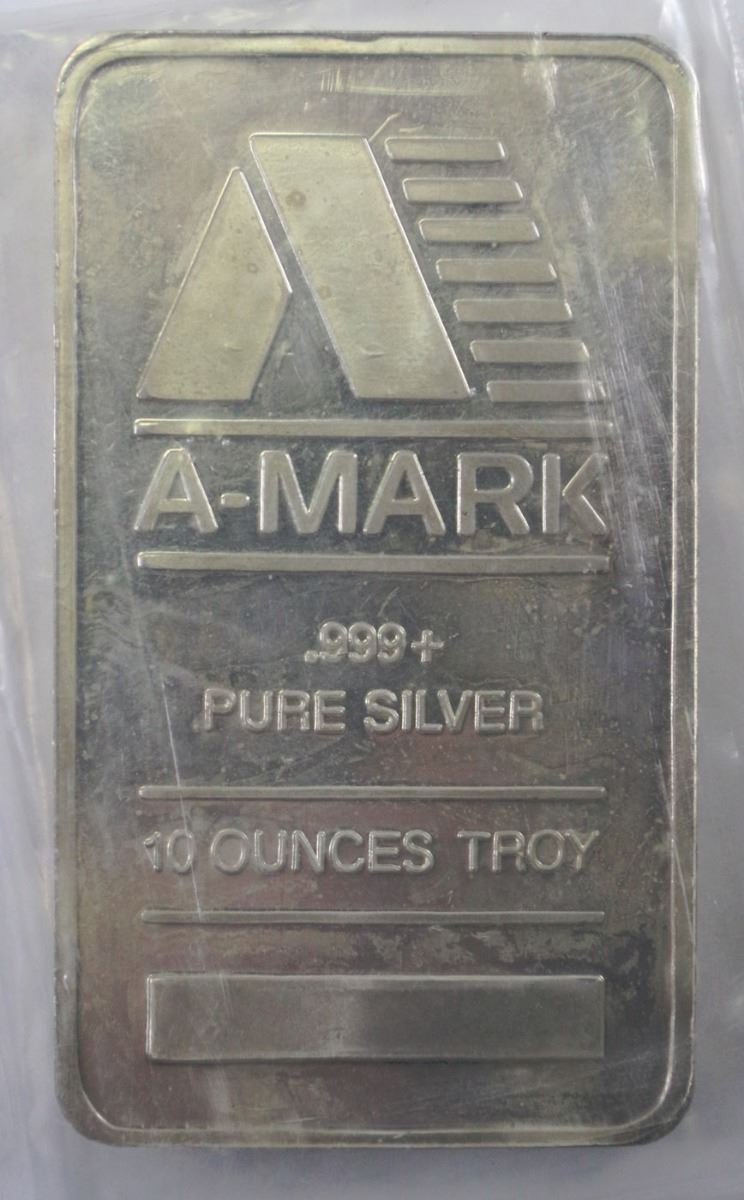 A-MARK
.999+
PURE SILVER
10 OUNCES TROY